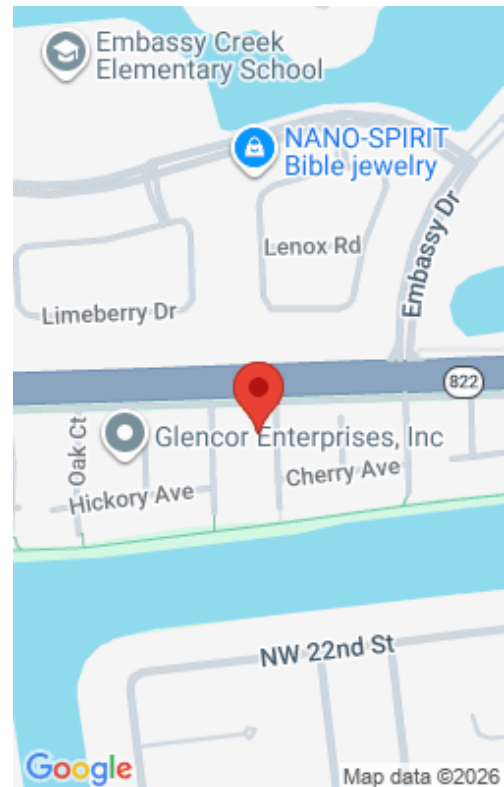 Embassy Creek
Elementary School
NANO-SPIRIT
Bible jewelry
Lenox Rd
Embassy Dr
Limeberry Dr
822
Oak Ct
Glencor Enterprises, Inc
Cherry Ave
Hickory Ave
NW 22nd St
Google
Map data ©2026